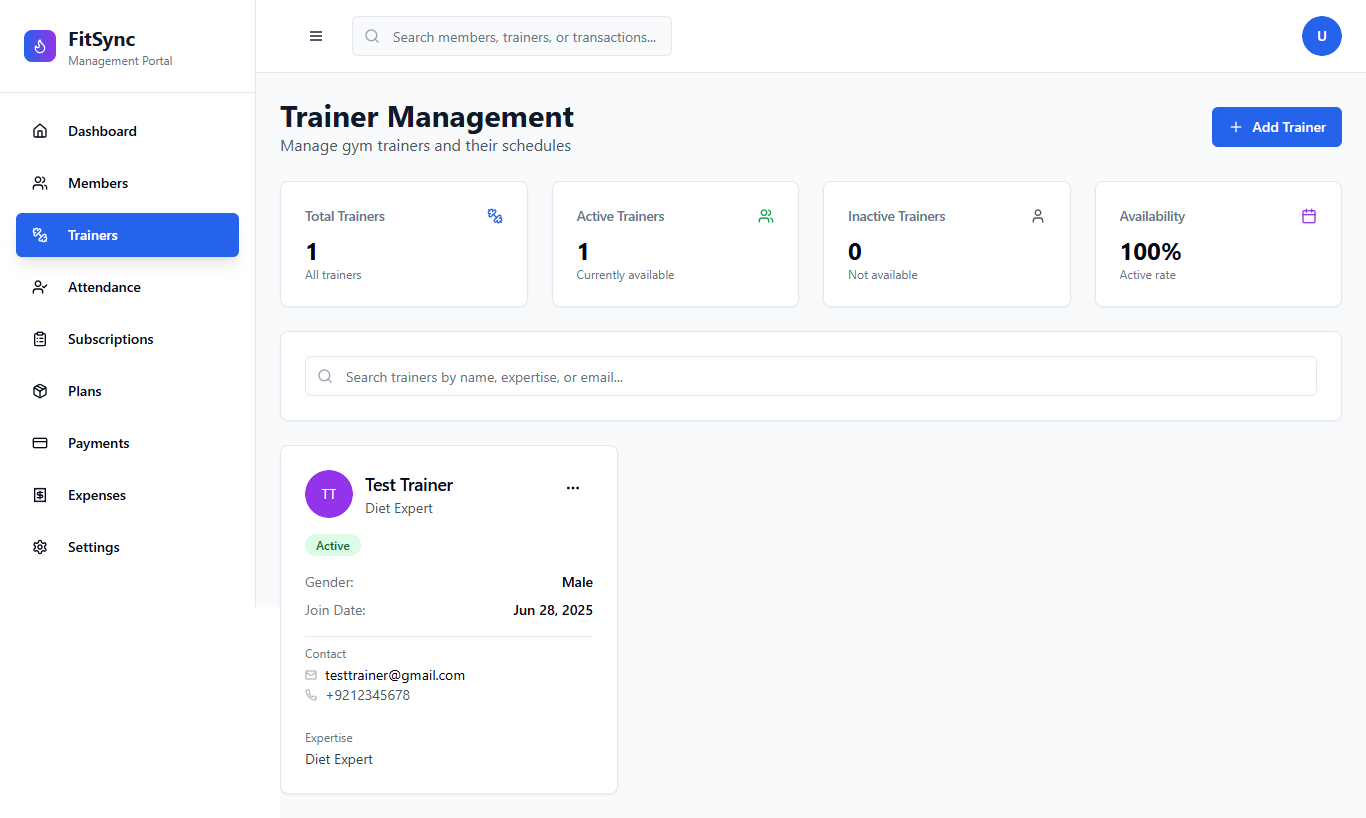 FitSync
Management Portal
Dashboard
Members
Trainers
Attendance
Subscriptions
Plans
Payments
Expenses
Settings
Search members, trainers, or transactions...
U
Trainer Management
Manage gym trainers and their schedules
Add Trainer
Total Trainers
1
All trainers
Active Trainers
1
Currently available
Inactive Trainers
0
Not available
Availability
100%
Active rate
Search trainers by name, expertise, or email...
TT
Test Trainer
Diet Expert
Active
Gender: Male
Join Date: Jun 28, 2025
Contact
testtrainer@gmail.com
+9212345678
Expertise
Diet Expert